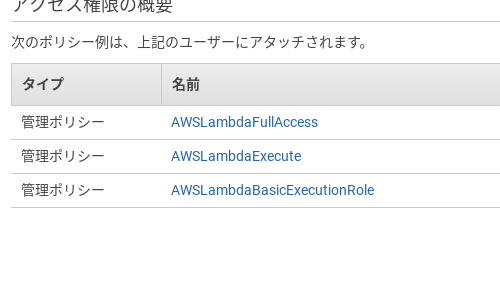 アクセス権限の概要
次のポリシー例は、上記のユーザーにアタッチされます。
タイプ 名前
管理ポリシー AWSLambdaFullAccess
管理ポリシー AWSLambdaExecute
管理ポリシー AWSLambdaBasicExecutionRole